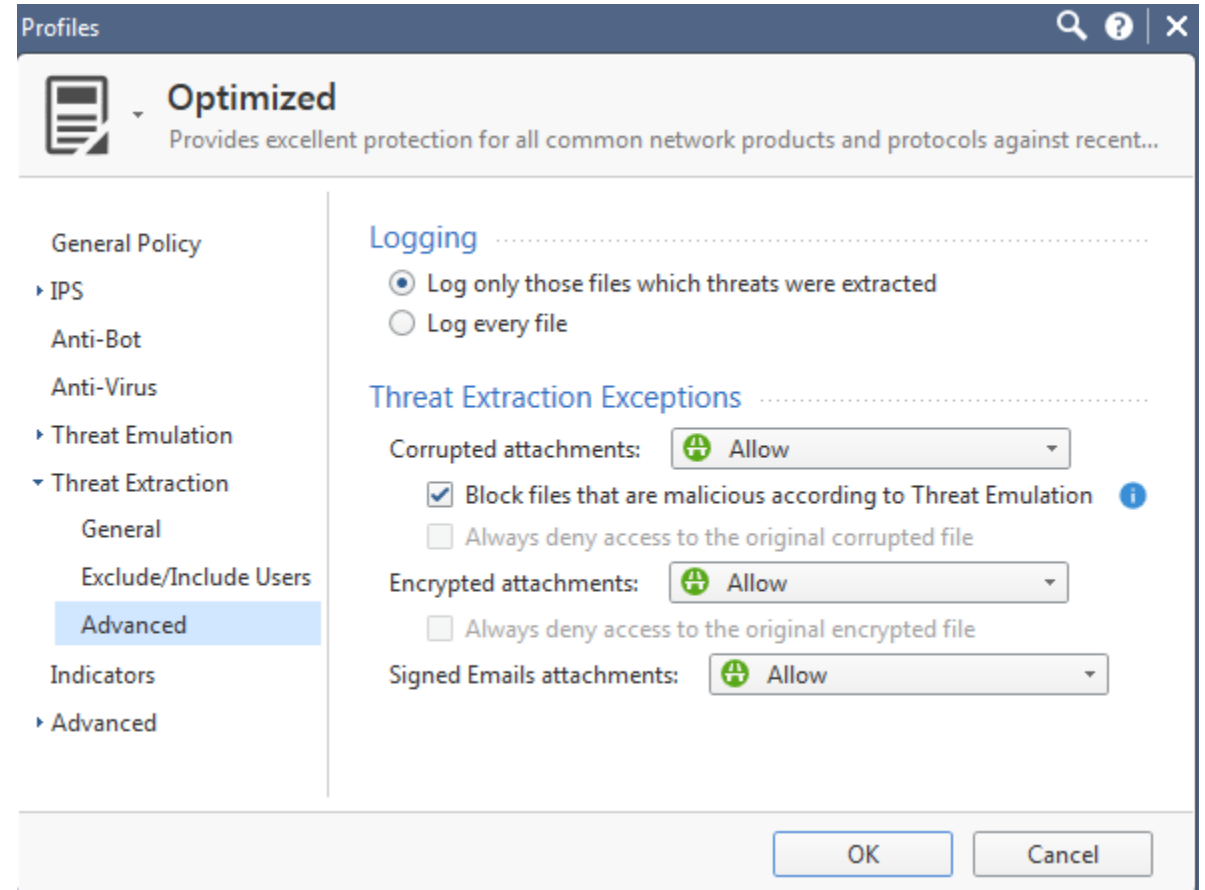 Profiles
Optimized
Provides excellent protection for all common network products and protocols against recent...
General Policy
IPS
Anti-Bot
Anti-Virus
Threat Emulation
Threat Extraction
General
Exclude/Include Users
Advanced
Indicators
Advanced
Logging
Log only those files which threats were extracted
Log every file
Threat Extraction Exceptions
Corrupted attachments: Allow
Block files that are malicious according to Threat Emulation
Always deny access to the original corrupted file
Encrypted attachments: Allow
Always deny access to the original encrypted file
Signed Emails attachments: Allow
OK Cancel